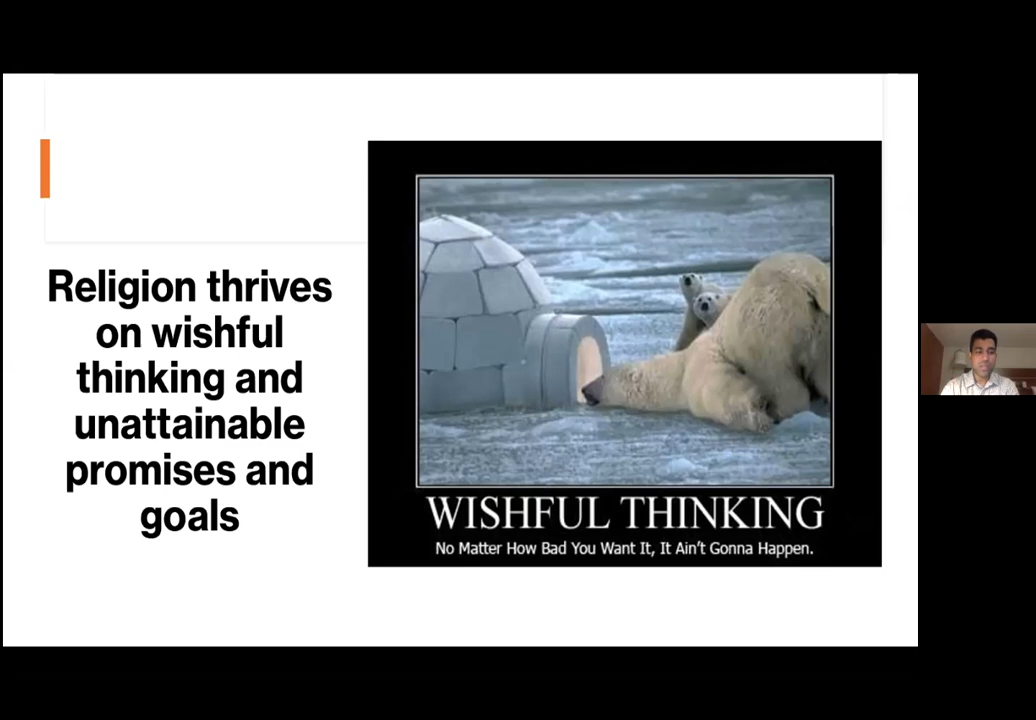 Religion thrives
on wishful
thinking and
unattainable
promises and
goals
WISHFUL THINKING
No Matter How Bad You Want It, It Ain't Gonna Happen.